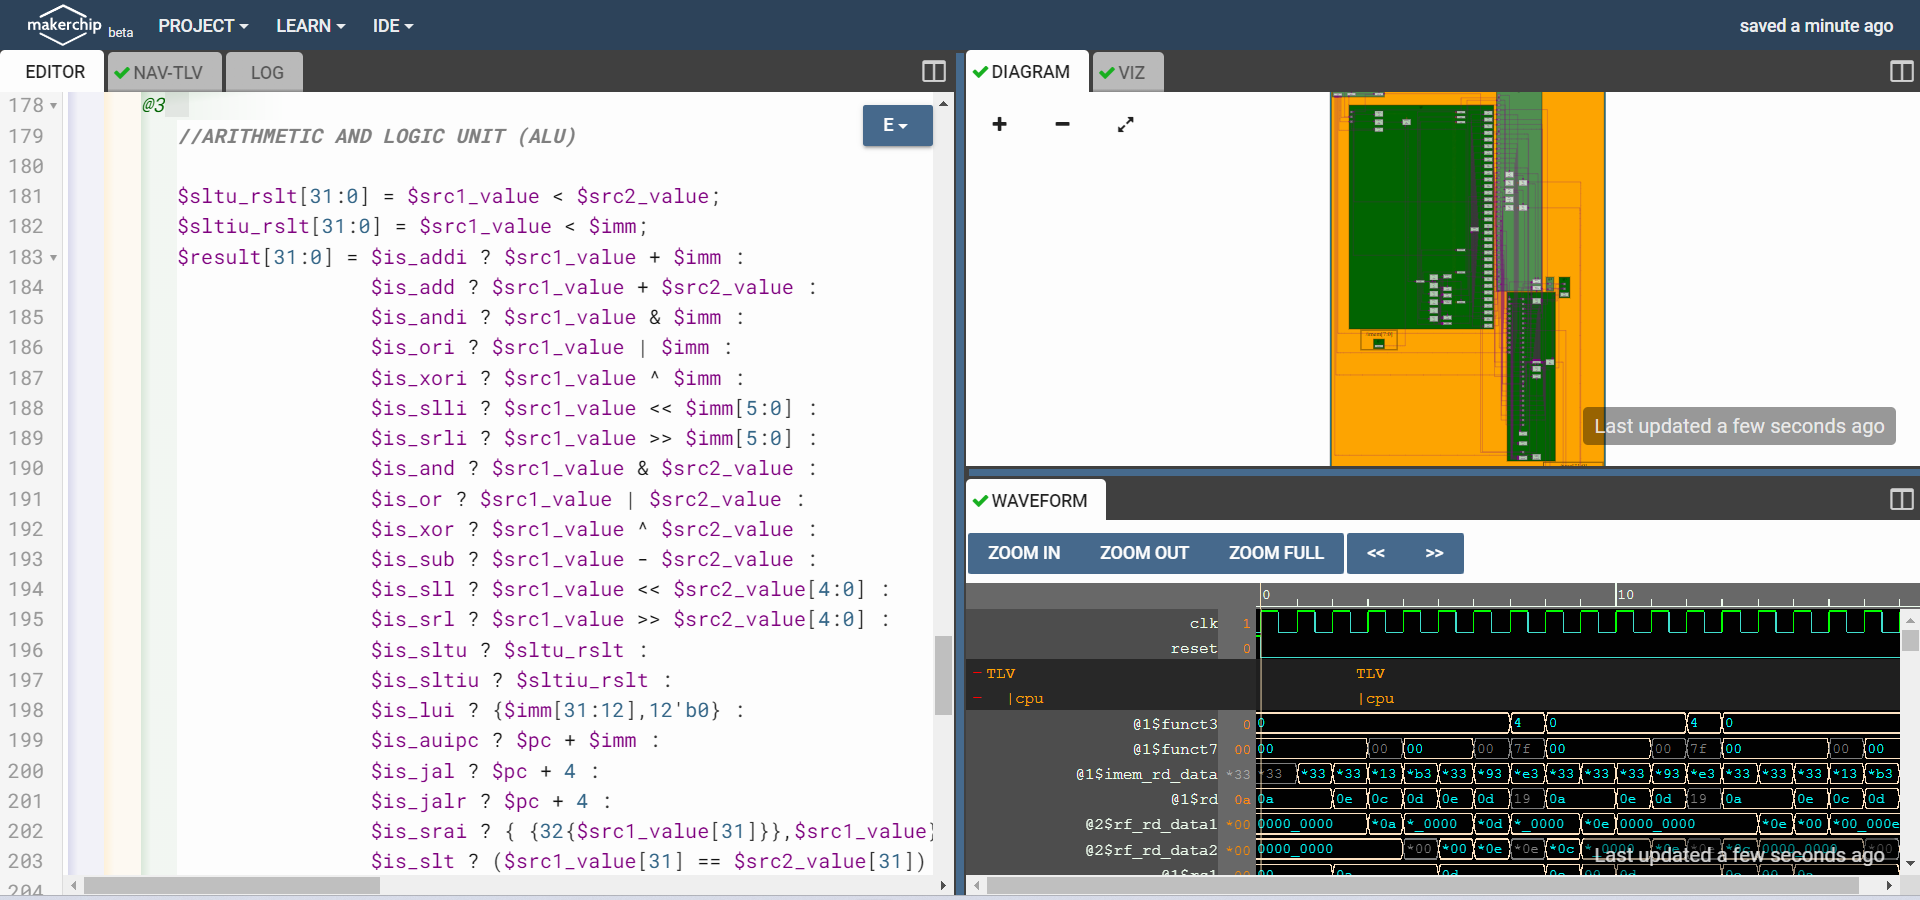 makerchip beta PROJECT LEARN IDE saved a minute ago
EDITOR NAV-TLV LOG
178 @3
179 //ARITHMETIC AND LOGIC UNIT (ALU)
E
180
181 $sltu_rslt[31:0] = $src1_value < $src2_value;
182 $sltiu_rslt[31:0] = $src1_value < $imm;
183 $result[31:0] = $is_addi ? $src1_value + $imm :
184 $is_add ? $src1_value + $src2_value :
185 $is_andi ? $src1_value & $imm :
186 $is_ori ? $src1_value | $imm :
187 $is_xori ? $src1_value ^ $imm :
188 $is_slli ? $src1_value << $imm[5:0] :
189 $is_srli ? $src1_value >> $imm[5:0] :
190 $is_and ? $src1_value & $src2_value :
191 $is_or ? $src1_value | $src2_value :
192 $is_xor ? $src1_value ^ $src2_value :
193 $is_sub ? $src1_value - $src2_value :
194 $is_sll ? $src1_value << $src2_value[4:0] :
195 $is_srl ? $src1_value >> $src2_value[4:0] :
196 $is_sltu ? $sltu_rslt :
197 $is_sltiu ? $sltiu_rslt :
198 $is_lui ? {$imm[31:12],12'b0} :
199 $is_auipc ? $pc + $imm :
200 $is_jal ? $pc + 4 :
201 $is_jalr ? $pc + 4 :
202 $is_srai ? { {32{$src1_value[31]}},$src1_value}
203 $is_slt ? ($src1_value[31] == $src2_value[31])
204
DIAGRAM VIZ
+ −
Last updated a few seconds ago
WAVEFORM
ZOOM IN ZOOM OUT ZOOM FULL << >>
0 10
clk 1
reset 0
TLV TLV
|cpu |cpu
@1$funct3 0 0 4 0 4 0
@1$funct7 00 00 00 00 00 7f 00 00 7f 00 00 00
@1$imem_rd_data *33 *33 *33 *33 *13 *b3 *33 *93 *e3 *33 *33 *33 *93 *e3 *33 *33 *33 *13 *b3
@1$rd 0a 0a 0e 0c 0d 0e 0d 19 0a 0e 0d 19 0a 0e 0c 0d
@2$rf_rd_data1 *00 0000_0000 *0a *_0000 *0d *_0000 *0e 0000_0000 *0e *00 *00_000e
@2$rf_rd_data2 *00 0000_0000 *00 *00 *0e *0e *0c *_0000
Last updated a few seconds ago